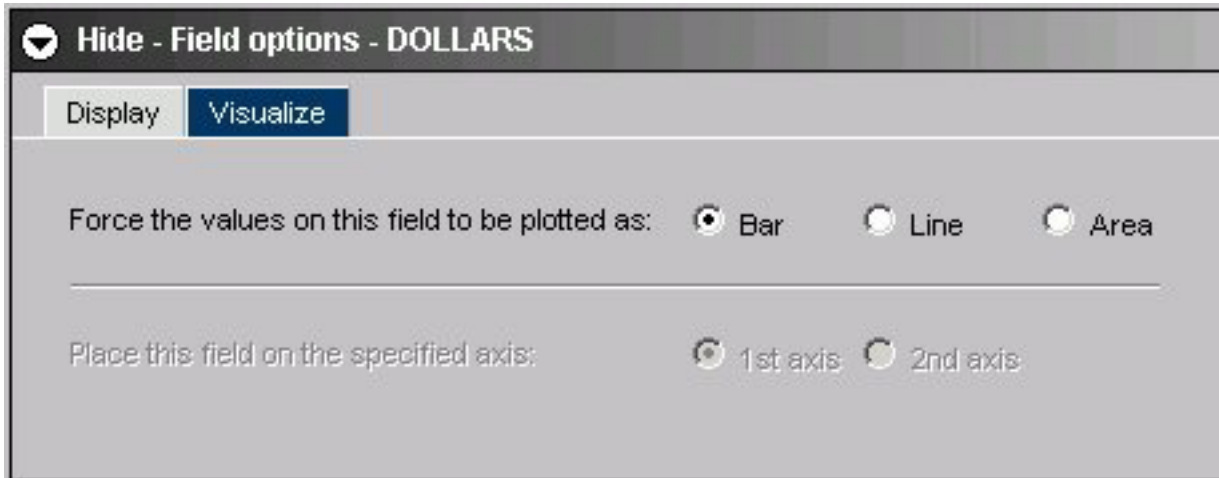 Hide - Field options - DOLLARS
Display Visualize
Force the values on this field to be plotted as: Bar Line Area
Place this field on the specified axis: 1st axis 2nd axis